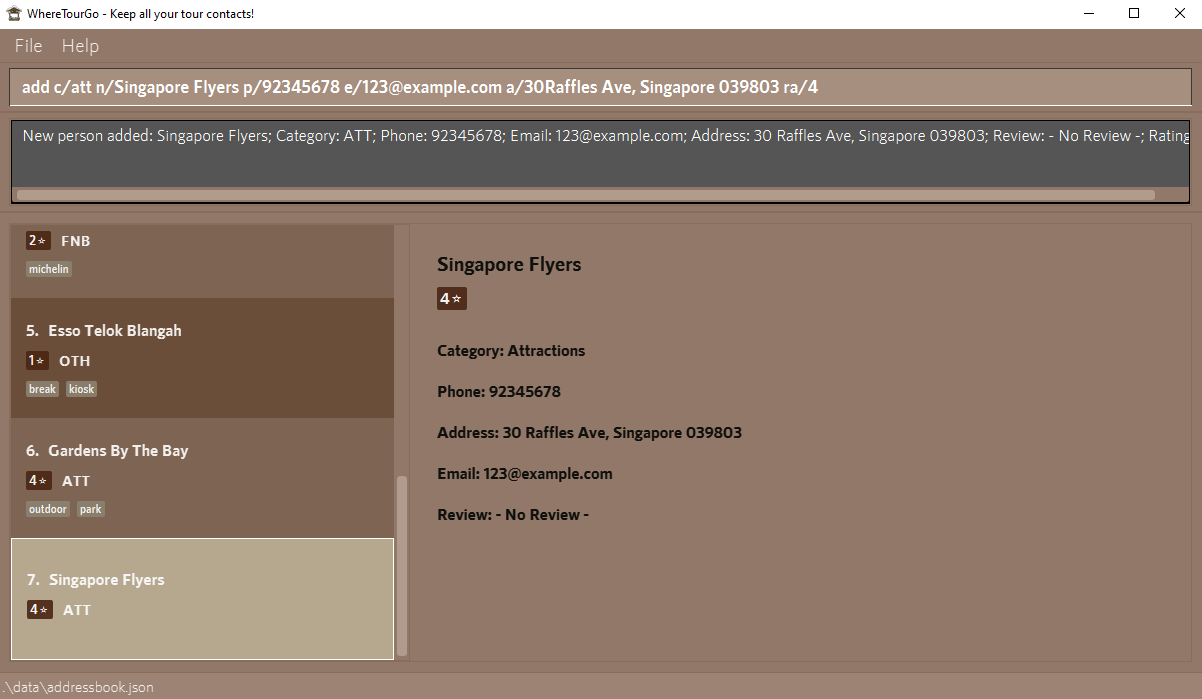 WhereTourGo - Keep all your tour contacts!
File Help
add c/att n/Singapore Flyers p/92345678 e/123@example.com a/30Raffles Ave, Singapore 039803 ra/4
New person added: Singapore Flyers; Category: ATT; Phone: 92345678; Email: 123@example.com; Address: 30 Raffles Ave, Singapore 039803; Review: - No Review -; Rating
2☆ FNB
michelin
5. Esso Telok Blangah
1☆ OTH
break kiosk
6. Gardens By The Bay
4☆ ATT
outdoor park
7. Singapore Flyers
4☆ ATT
Singapore Flyers
4☆
Category: Attractions
Phone: 92345678
Address: 30 Raffles Ave, Singapore 039803
Email: 123@example.com
Review: - No Review -
.\data\addressbook.json